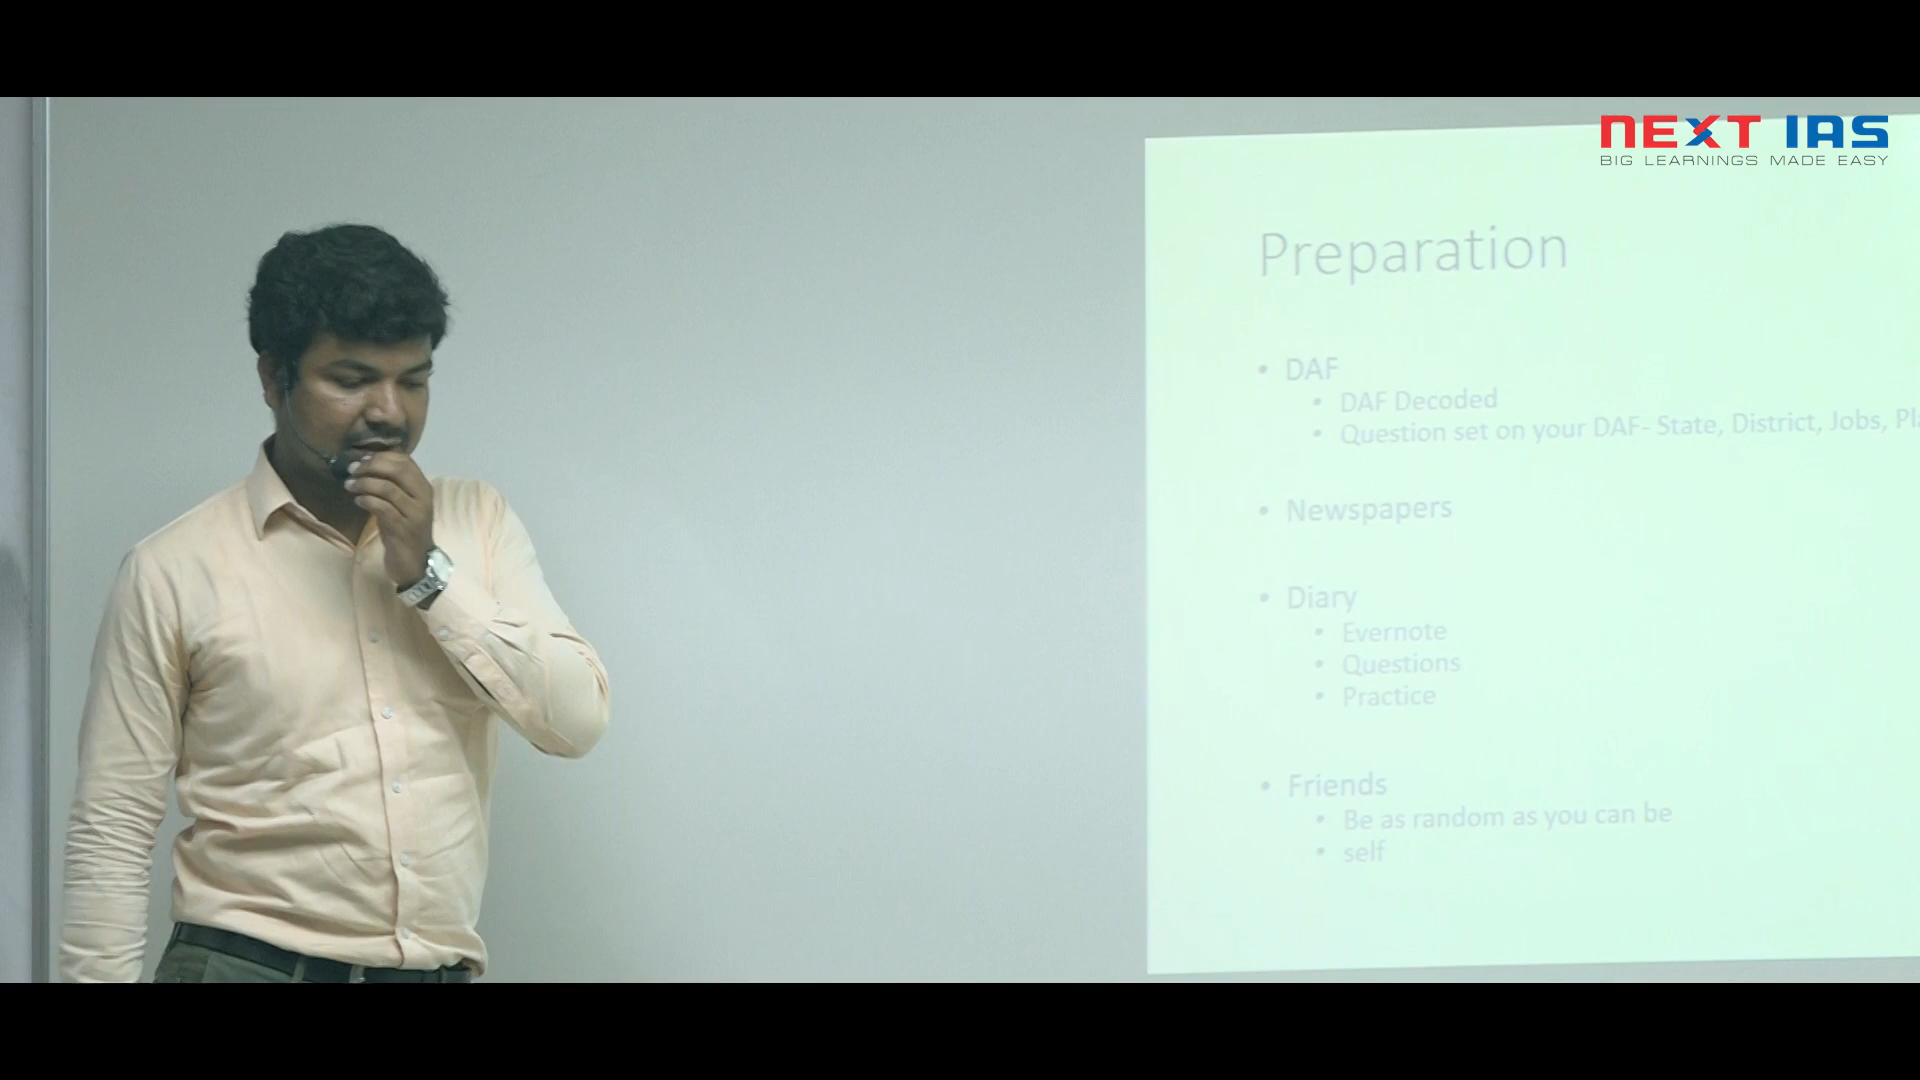 NEXT IAS
BIG LEARNINGS MADE EASY
Preparation
• DAF
• DAF Decoded
• Question set on your DAF- State, District, Jobs,
• Newspapers
• Diary
• Evernote
• Questions
• Practice
• Friends
• Be as random as you can be
• self